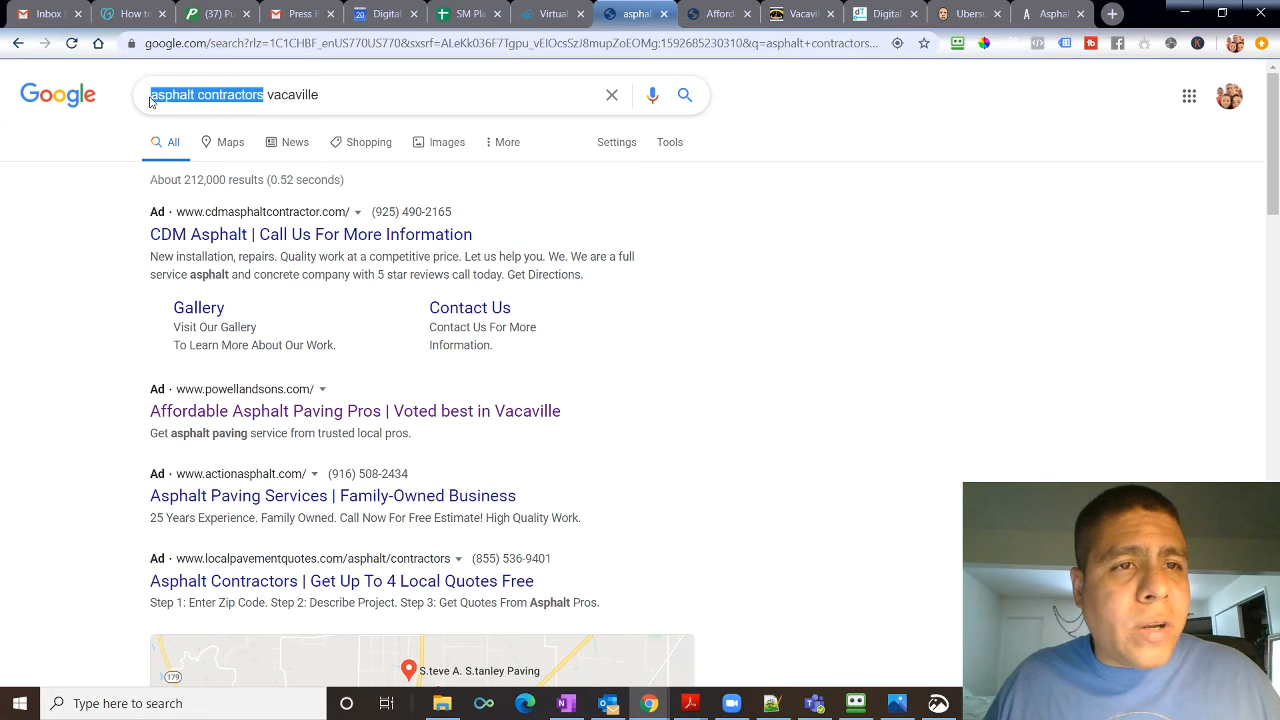 Inbox
How to
(37) Pu
Press R
20
Digital
SM Pla
Virtual
asphal
Afforda
Vacavil
dT
Digital
Ubersu
A
Asphal
google.com/search?rlz=1C1CHBF_enUS770US770&sxsrf=ALeKk036F7Tgpu_vEIOceSzJ8mupZoEOMg:1592685230310&q=asphalt+contractors...
Google
asphalt contractors vacaville
All
Maps
News
Shopping
Images
More
Settings
Tools
About 212,000 results (0.52 seconds)
Ad · www.cdmasphaltcontractor.com/ (925) 490-2165
CDM Asphalt | Call Us For More Information
New installation, repairs. Quality work at a competitive price. Let us help you. We. We are a full
service asphalt and concrete company with 5 star reviews call today. Get Directions.
Gallery
Visit Our Gallery
To Learn More About Our Work.
Contact Us
Contact Us For More
Information.
Ad · www.powellandsons.com/
Affordable Asphalt Paving Pros | Voted best in Vacaville
Get asphalt paving service from trusted local pros.
Ad · www.actionasphalt.com/ (916) 508-2434
Asphalt Paving Services | Family-Owned Business
25 Years Experience. Family Owned. Call Now For Free Estimate! High Quality Work.
Ad · www.localpavementquotes.com/asphalt/contractors (855) 536-9401
Asphalt Contractors | Get Up To 4 Local Quotes Free
Step 1: Enter Zip Code. Step 2: Describe Project. Step 3: Get Quotes From Asphalt Pros.
179
S.teve A. S.tanley Paving
Type here to search